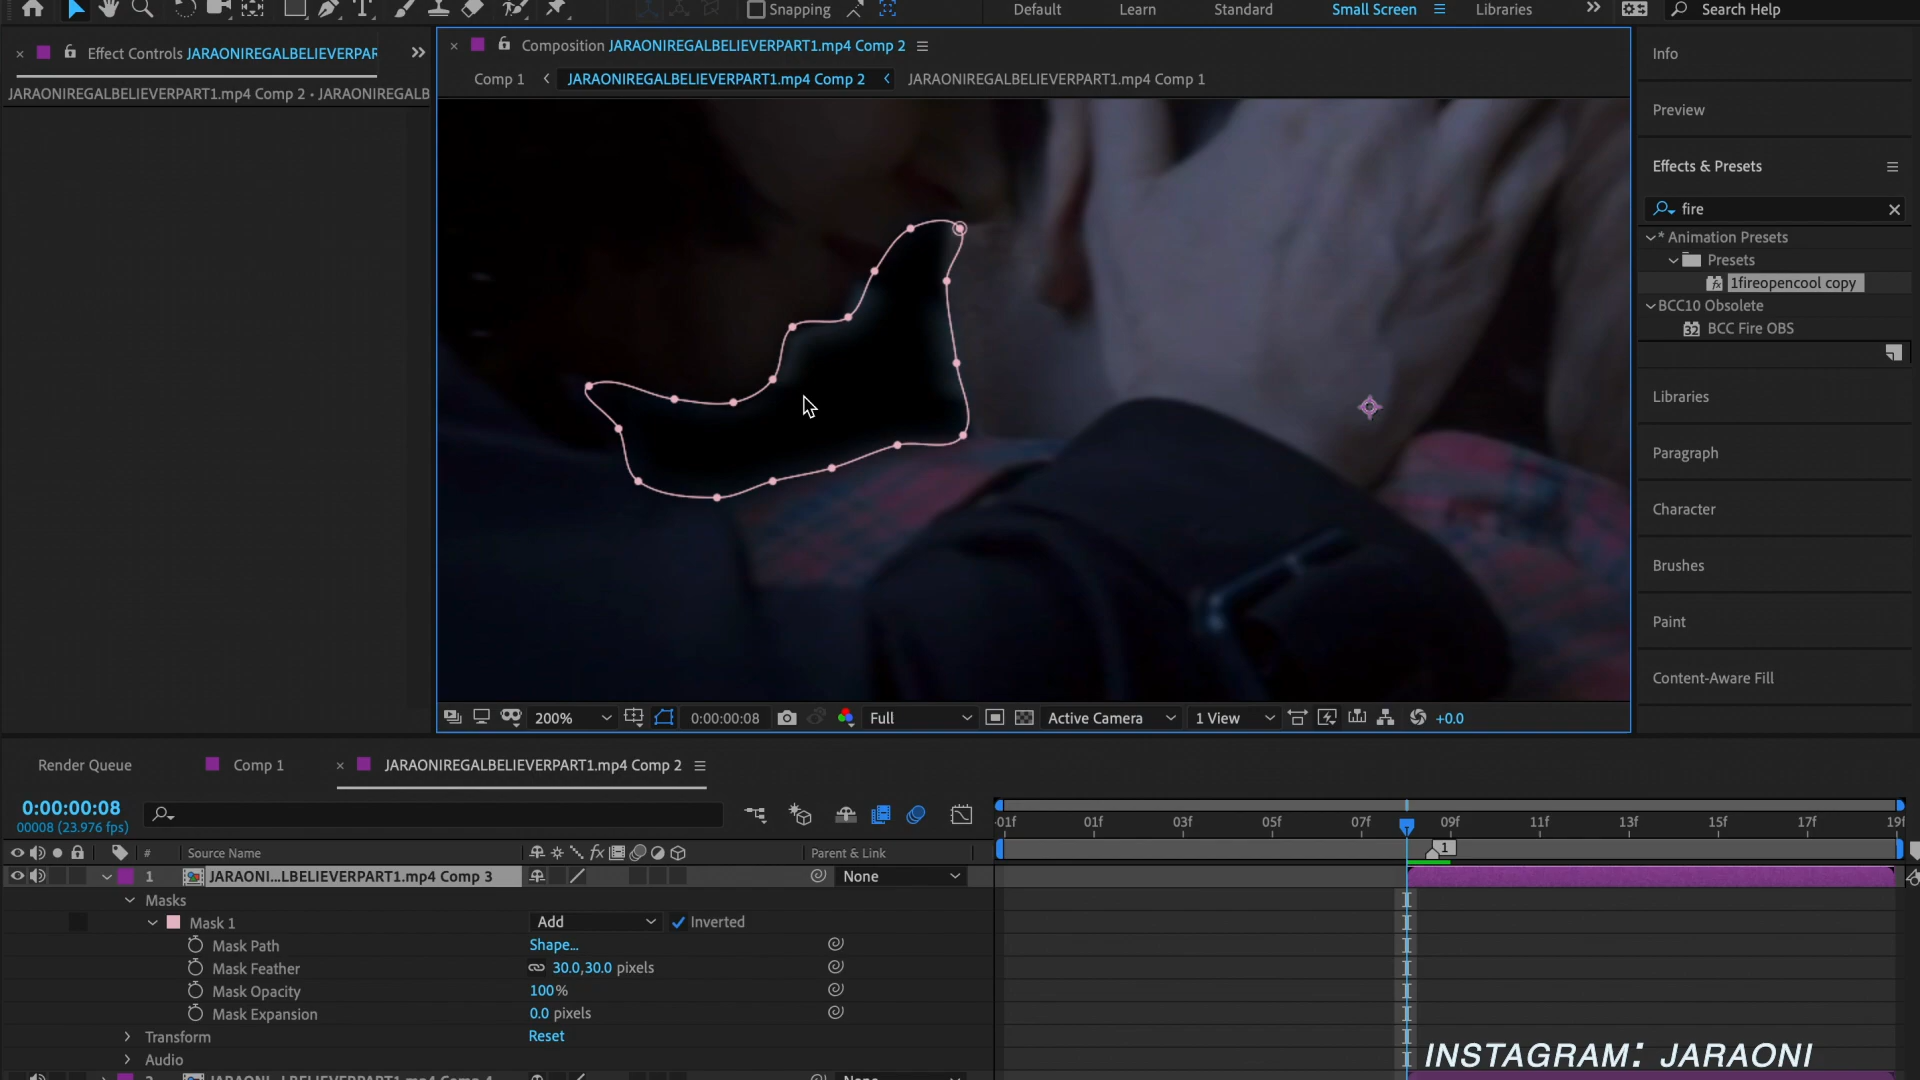 Snapping
Default
Learn
Standard
Small Screen
Libraries
Search Help
Effect Controls JARAONIREGALBELIEVERPAR
JARAONIREGALBELIEVERPART1.mp4 Comp 2 • JARAONIREGALB
Composition JARAONIREGALBELIEVERPART1.mp4 Comp 2
Comp 1
JARAONIREGALBELIEVERPART1.mp4 Comp 2
JARAONIREGALBELIEVERPART1.mp4 Comp 1
Info
Preview
Effects & Presets
fire
* Animation Presets
Presets
1fireopencool copy
BCC10 Obsolete
32 BCC Fire OBS
Libraries
Paragraph
Character
Brushes
Paint
Content-Aware Fill
200%
0:00:00:08
Full
Active Camera
1 View
+0.0
Render Queue
Comp 1
JARAONIREGALBELIEVERPART1.mp4 Comp 2
0:00:00:08
00008 (23.976 fps)
-01f 01f 03f 05f 07f 09f 11f 13f 15f 17f 19f
# Source Name
fx
Parent & Link
1
1 JARAONI...LBELIEVERPART1.mp4 Comp 3
None
Masks
Mask 1
Add
Inverted
Mask Path
Shape...
Mask Feather
30.0,30.0 pixels
Mask Opacity
100%
Mask Expansion
0.0 pixels
Transform
Reset
Audio
INSTAGRAM: JARAONI